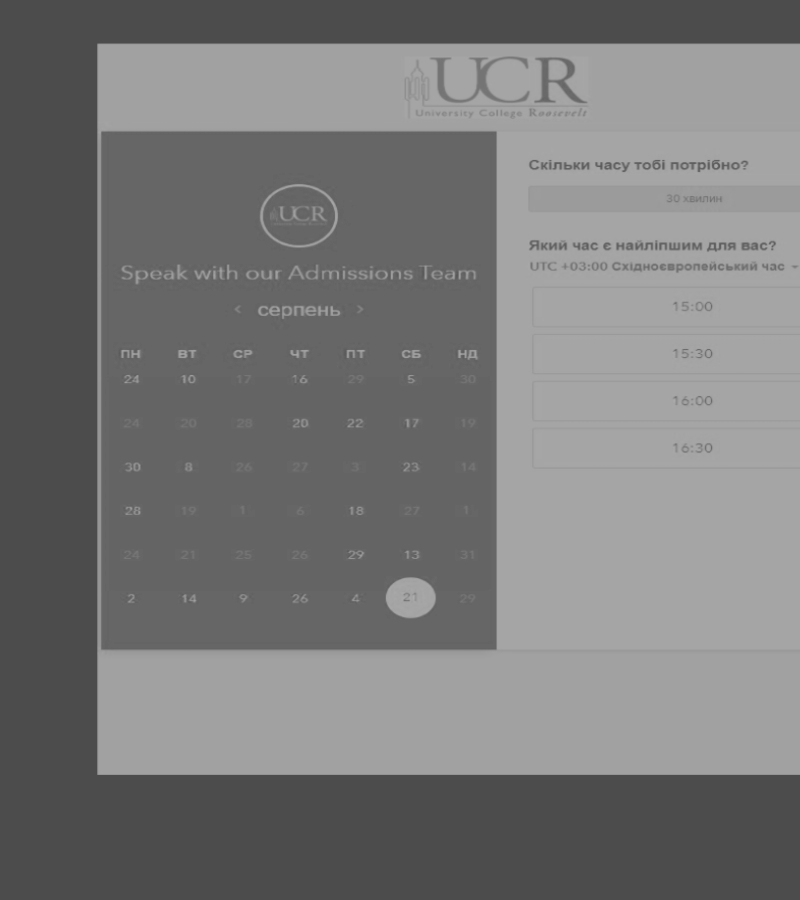 UCR
University College Roosevelt
UCR
Speak with our Admissions Team
< серпень >
ПН ВТ СР ЧТ ПТ СБ НД
24 10 17 16 29 5 30
24 20 28 20 22 17 19
30 8 26 27 3 23 14
28 19 1 6 18 27 1
24 21 25 26 29 13 31
2 14 9 26 4 21 29
Скільки часу тобі потрібно?
30 хвилин
Який час є найліпшим для вас?
UTC +03:00 Східноєвропейський час
15:00
15:30
16:00
16:30